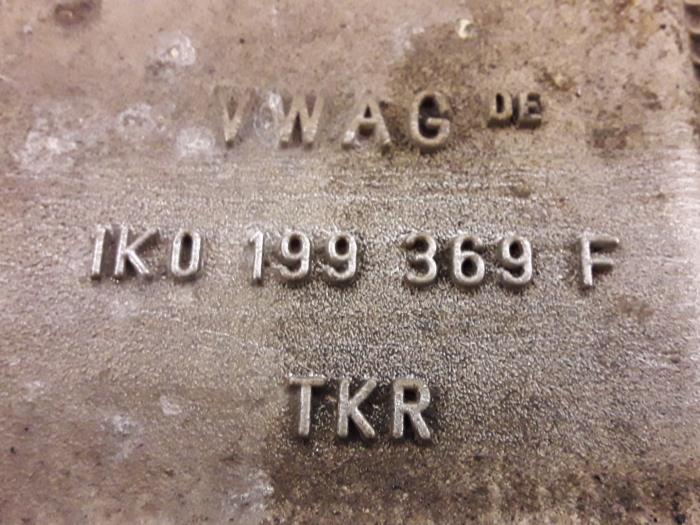 VWAG DE
1K0 199 369 F
TKR